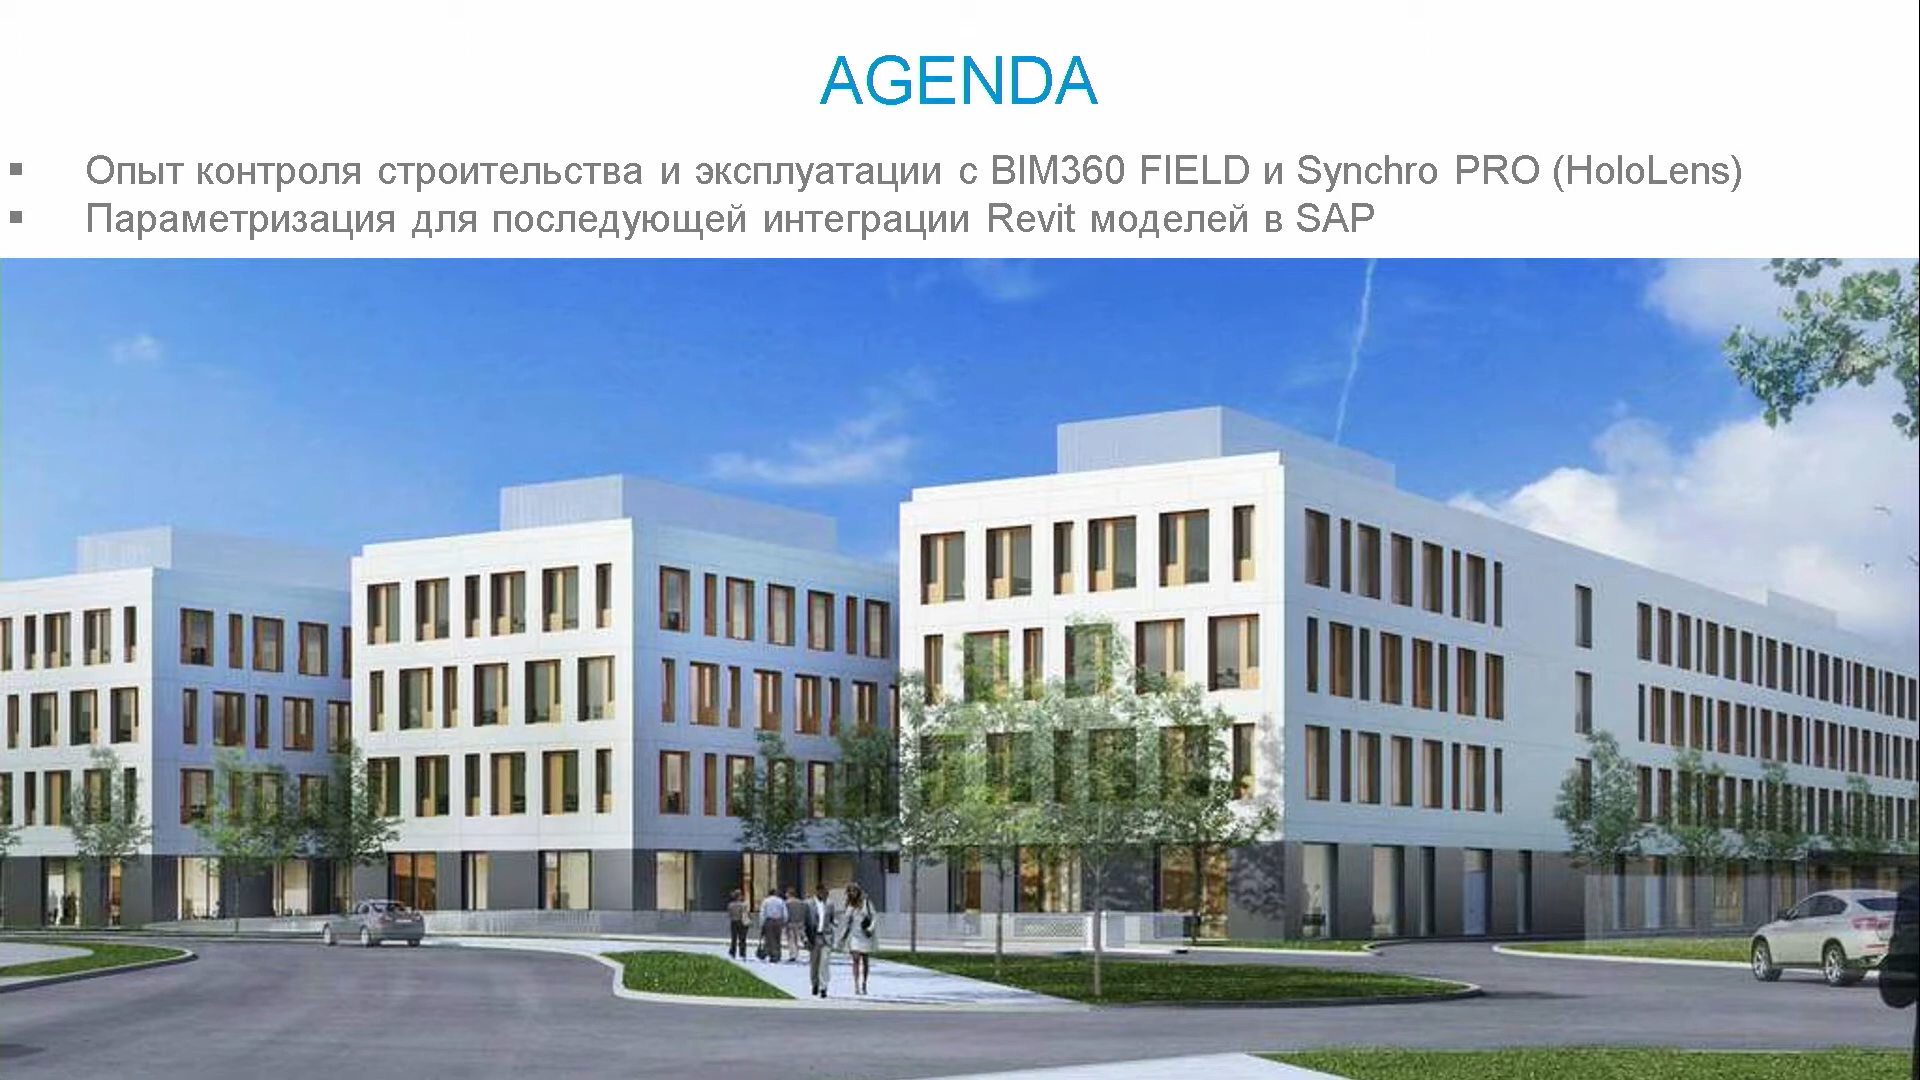 AGENDA
▪ Опыт контроля строительства и эксплуатации с BIM360 FIELD и Synchro PRO (HoloLens)
▪ Параметризация для последующей интеграции Revit моделей в SAP